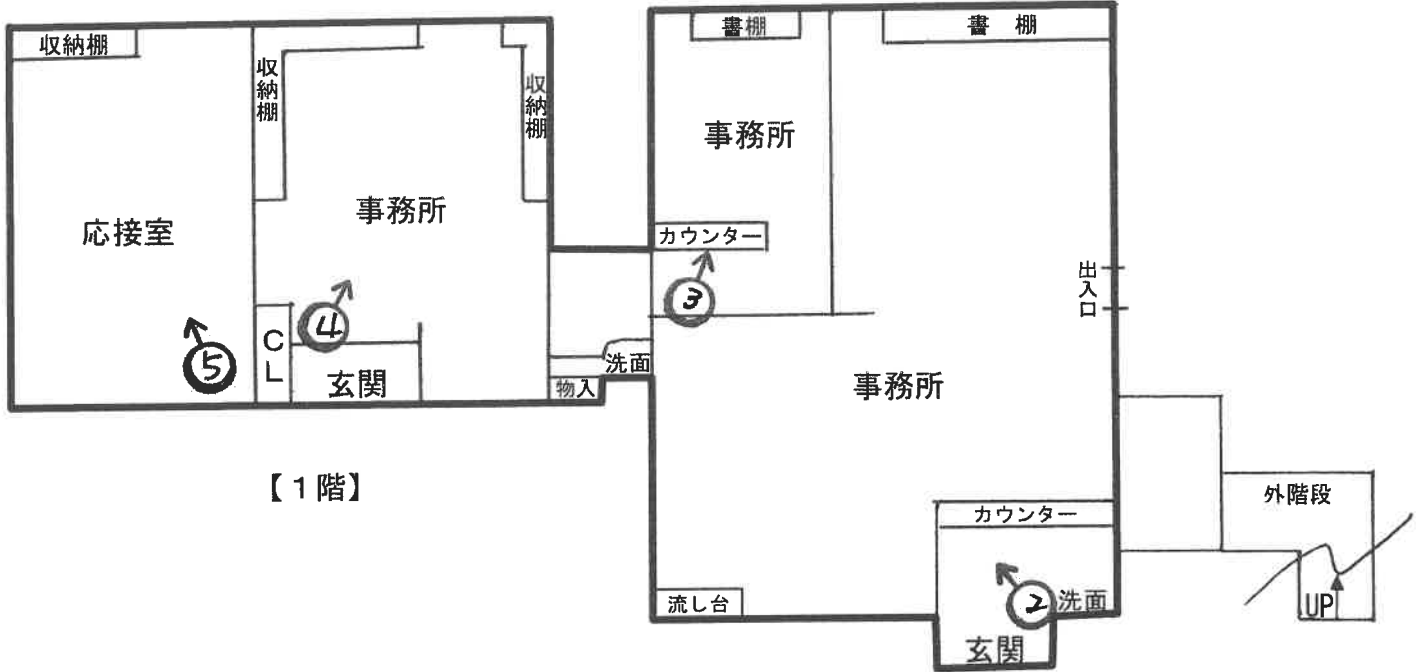 収納棚
収納棚
収納棚
応接室
事務所
④
⑤
CL
玄関
物入
洗面
【1階】
書棚
書棚
事務所
カウンター
③
出入口
事務所
カウンター
流し台
②
洗面
玄関
外階段
UP